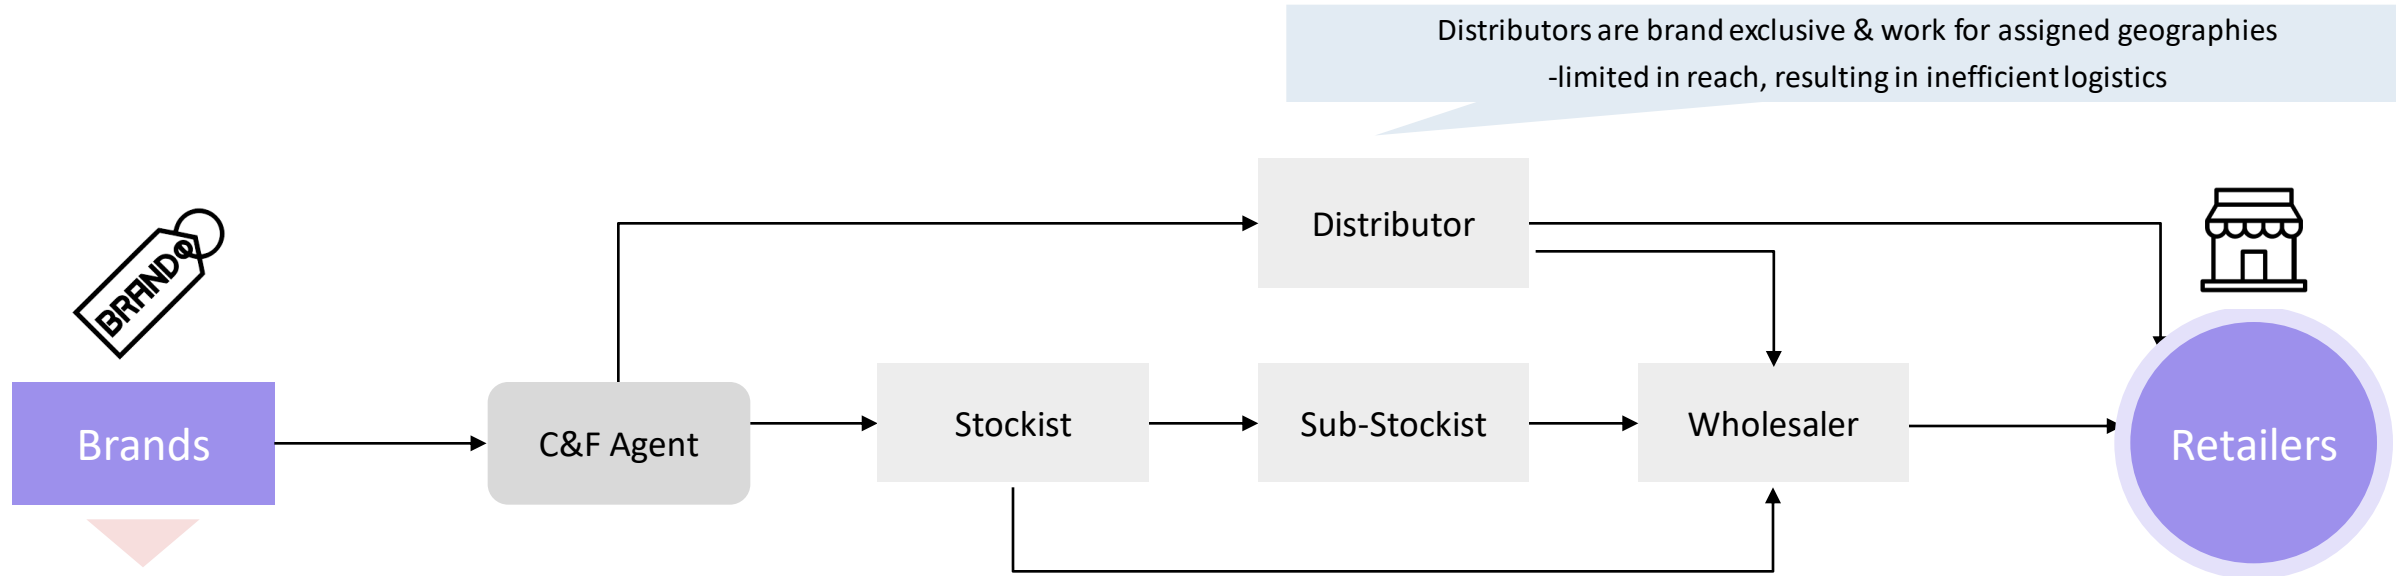 Distributors are brand exclusive & work for assigned geographies
-limited in reach, resulting in inefficient logistics
Distributor
BRAND
Brands
C&F Agent
Stockist
Sub-Stockist
Wholesaler
Retailers